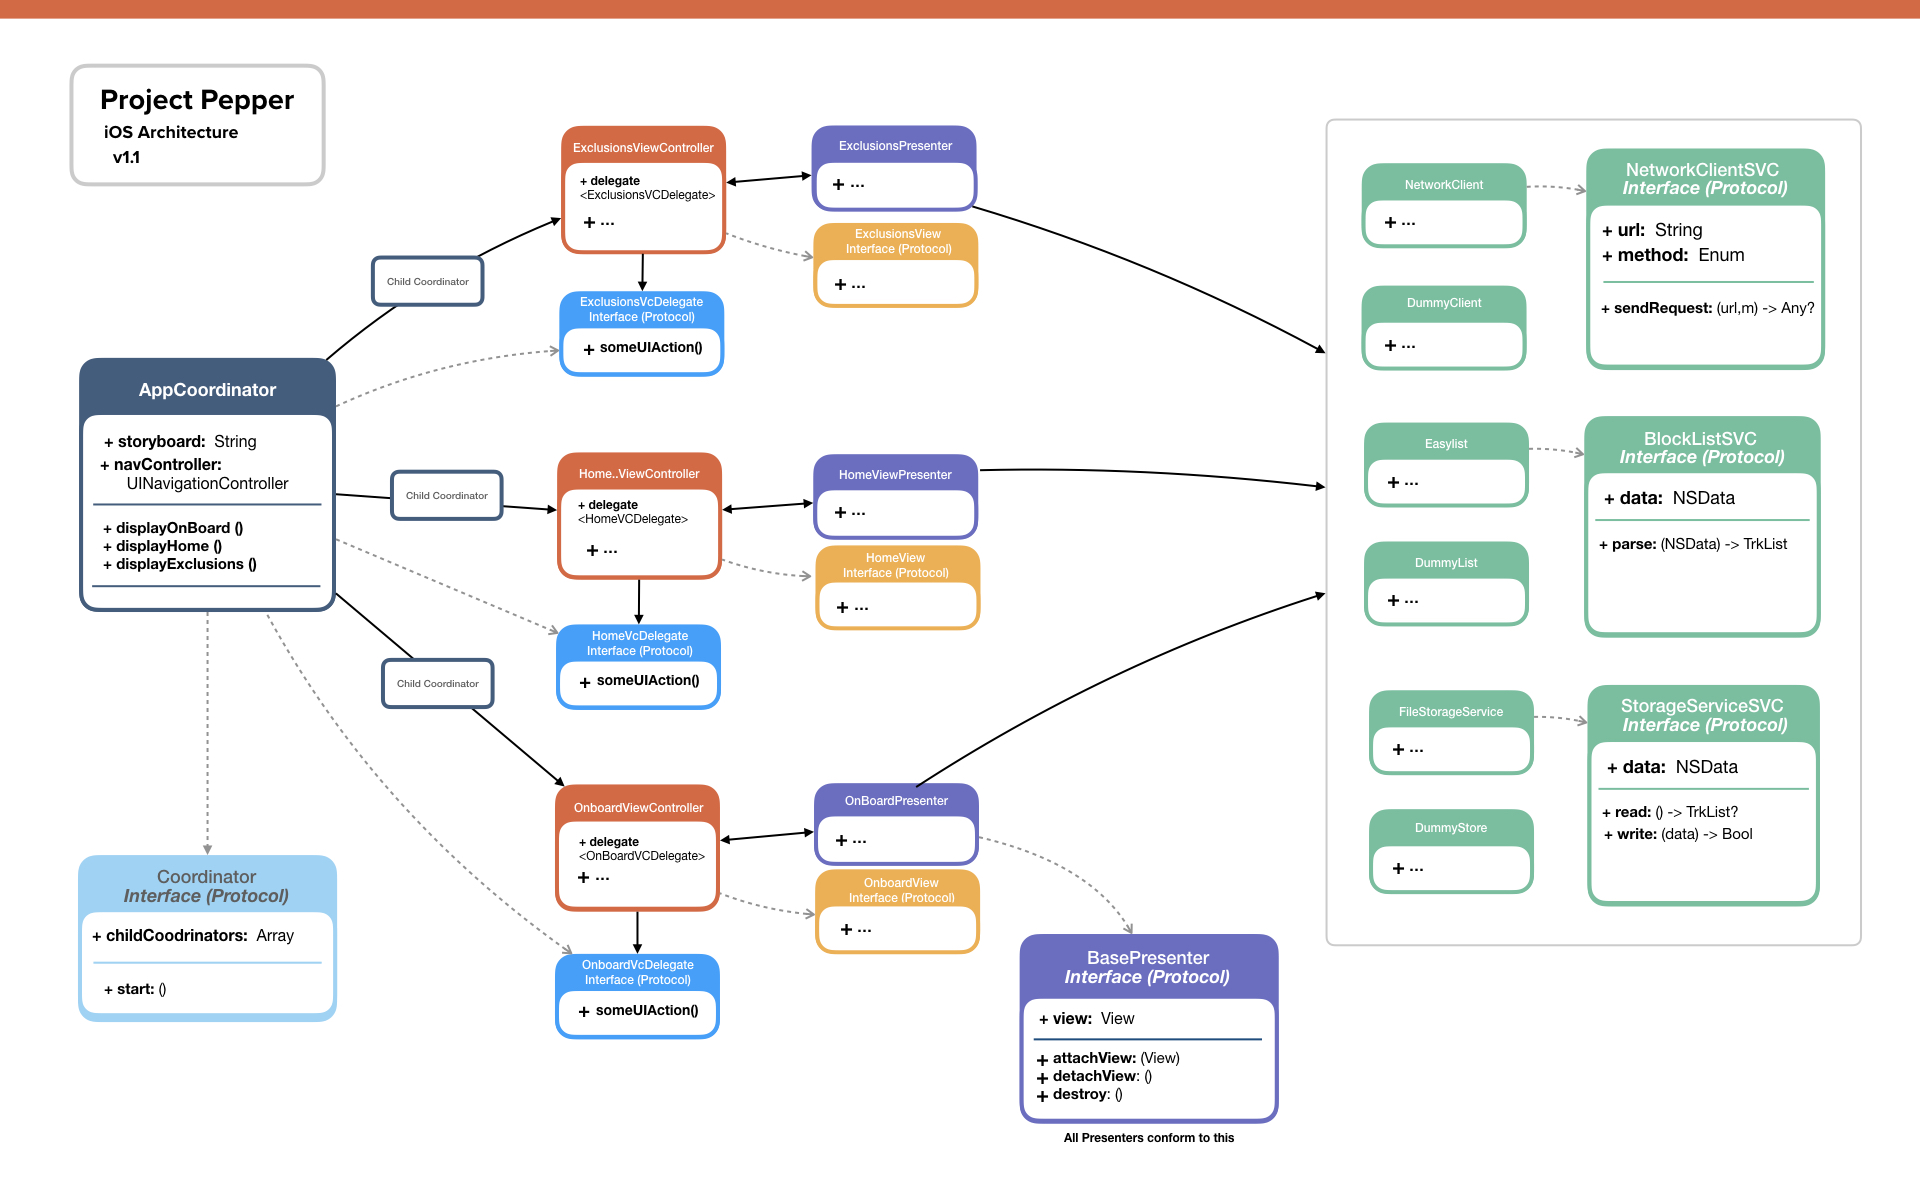 Project Pepper
iOS Architecture
v1.1
ExclusionsViewController
+ delegate
<ExclusionsVCDelegate>
+ ...
ExclusionsPresenter
+ ...
ExclusionsView
Interface (Protocol)
+ ...
Child Coordinator
ExclusionsVcDelegate
Interface (Protocol)
+ someUIAction()
AppCoordinator
+ storyboard: String
+ navController:
UINavigationController
+ displayOnBoard ()
+ displayHome ()
+ displayExclusions ()
Child Coordinator
Home..ViewController
+ delegate
<HomeVCDelegate>
+ ...
HomeViewPresenter
+ ...
HomeView
Interface (Protocol)
+ ...
HomeVcDelegate
Interface (Protocol)
+ someUIAction()
Child Coordinator
OnboardViewController
+ delegate
<OnBoardVCDelegate>
+ ...
OnBoardPresenter
+ ...
OnboardView
Interface (Protocol)
+ ...
OnboardVcDelegate
Interface (Protocol)
+ someUIAction()
Coordinator
Interface (Protocol)
+ childCoodrinators: Array
+ start: ()
BasePresenter
Interface (Protocol)
+ view: View
+ attachView: (View)
+ detachView: ()
+ destroy: ()
All Presenters conform to this
NetworkClient
+ ...
NetworkClientSVC
Interface (Protocol)
+ url: String
+ method: Enum
+ sendRequest: (url,m) -> Any?
DummyClient
+ ...
Easylist
+ ...
BlockListSVC
Interface (Protocol)
+ data: NSData
+ parse: (NSData) -> TrkList
DummyList
+ ...
FileStorageService
+ ...
StorageServiceSVC
Interface (Protocol)
+ data: NSData
+ read: () -> TrkList?
+ write: (data) -> Bool
DummyStore
+ ...